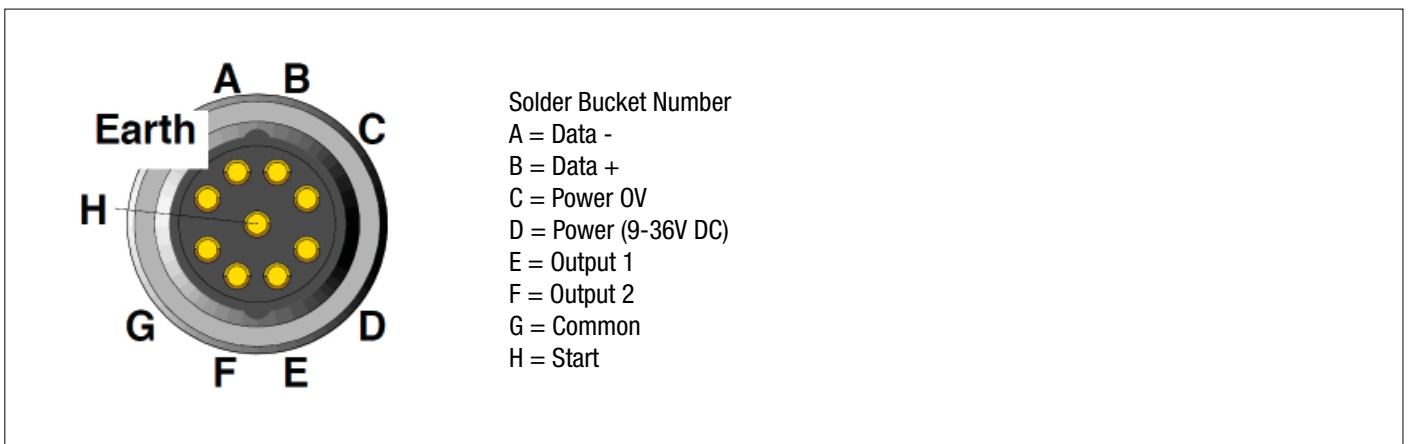 A B
Earth
C
H
G
D
F E
Solder Bucket Number
A = Data -
B = Data +
C = Power 0V
D = Power (9-36V DC)
E = Output 1
F = Output 2
G = Common
H = Start